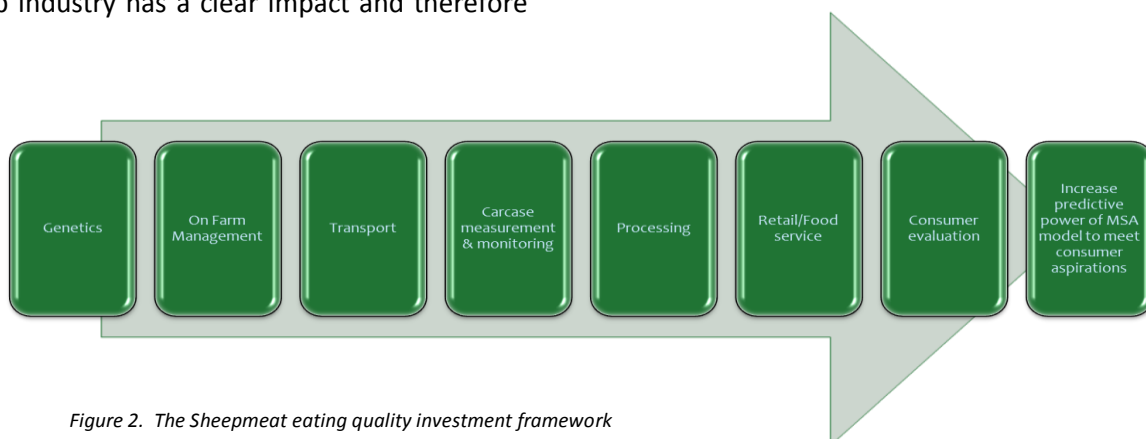 industry has a clear impact and therefore
Genetics
On Farm
Management
Transport
Carcase
measurement
& monitoring
Processing
Retail/Food
service
Consumer
evaluation
Increase
predictive
power of MSA
model to meet
consumer
aspirations
Figure 2. The Sheepmeat eating quality investment framework